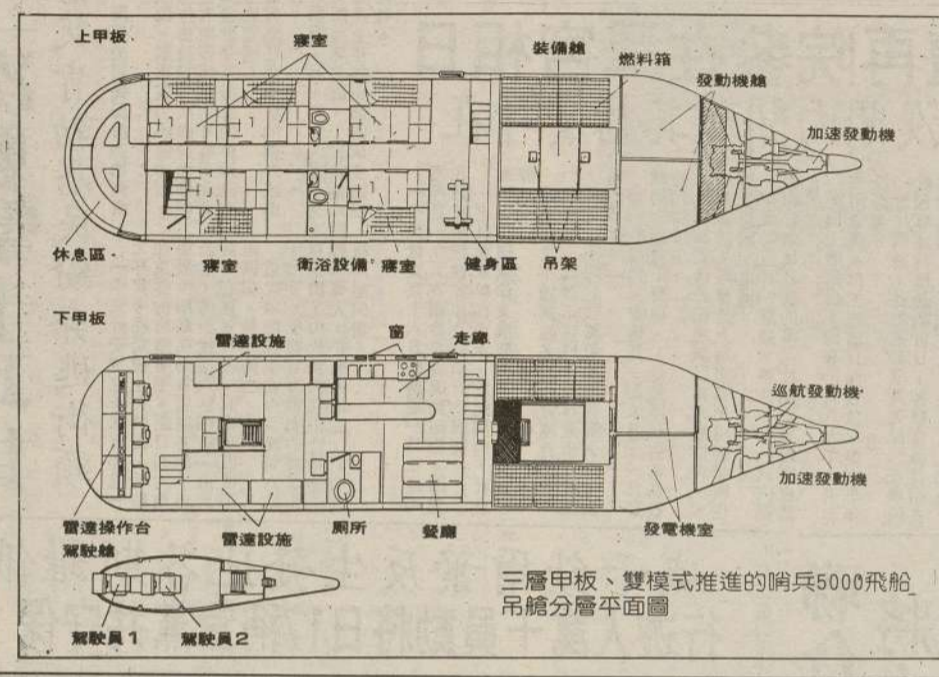 上甲板
寢室
裝備艙
燃料箱
發動機艙
加速發動機
休息區
寢室
衛浴設備
寢室
健身區
吊架
下甲板
雷達設施
窗
走廊
巡航發動機
加速發動機
雷達操作台
雷達設施
厠所
餐廳
發電機室
駕駛艙
駕駛員1
駕駛員2
三層甲板、雙模式推進的哨兵5000飛船
吊艙分層平面圖